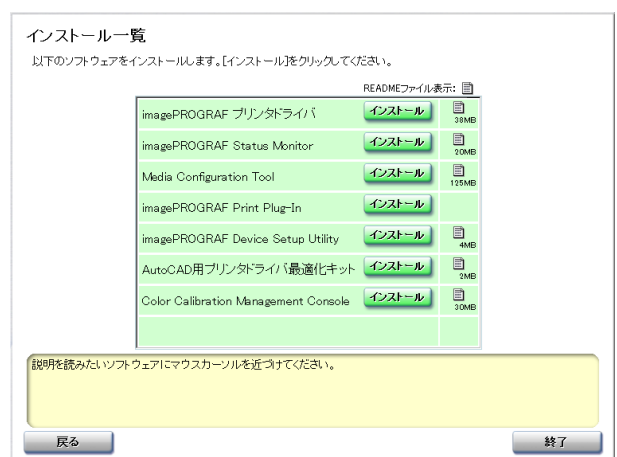 インストール一覧
以下のソフトウェアをインストールします。[インストール]をクリックしてください。
READMEファイル表示:
imagePROGRAF プリンタドライバ インストール 38MB
imagePROGRAF Status Monitor インストール 20MB
Media Configuration Tool インストール 125MB
imagePROGRAF Print Plug-In インストール
imagePROGRAF Device Setup Utility インストール 4MB
AutoCAD用プリンタドライバ最適化キット インストール 2MB
Color Calibration Management Console インストール 30MB
説明を読みたいソフトウェアにマウスカーソルを近づけてください。
戻る 終了